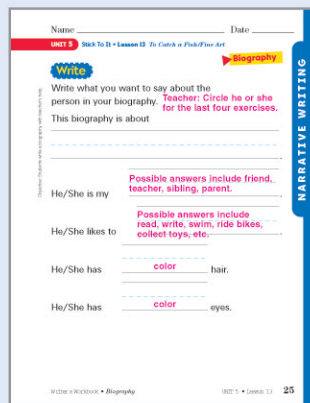 Name Date
UNIT 5 Stick To It • Lesson 13 To Catch a Fish/Fine Art
Biography
Write
Write what you want to say about the
person in your biography. Teacher: Circle he or she
for the last four exercises.
This biography is about
.
Possible answers include friend,
teacher, sibling, parent.
He/She is my .
Possible answers include
read, write, swim, ride bikes,
collect toys, etc.
He/She likes to .
He/She has color hair.
He/She has color eyes.
NARRATIVE WRITING
Writer's Workbook • Biography UNIT 5 • Lesson 13 25